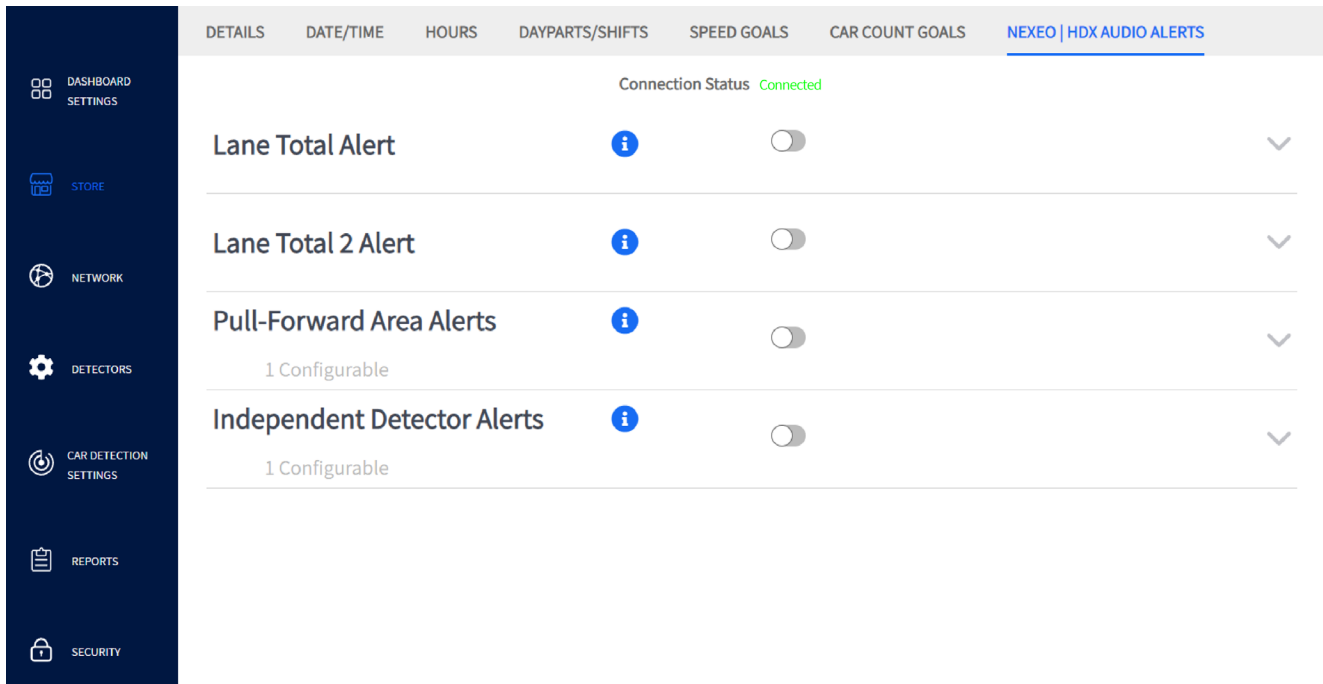 DETAILS DATE/TIME HOURS DAYPARTS/SHIFTS SPEED GOALS CAR COUNT GOALS NEXEO | HDX AUDIO ALERTS
DASHBOARD
SETTINGS
STORE
NETWORK
DETECTORS
CAR DETECTION
SETTINGS
REPORTS
SECURITY
Connection Status Connected
Lane Total Alert
Lane Total 2 Alert
Pull-Forward Area Alerts
1 Configurable
Independent Detector Alerts
1 Configurable